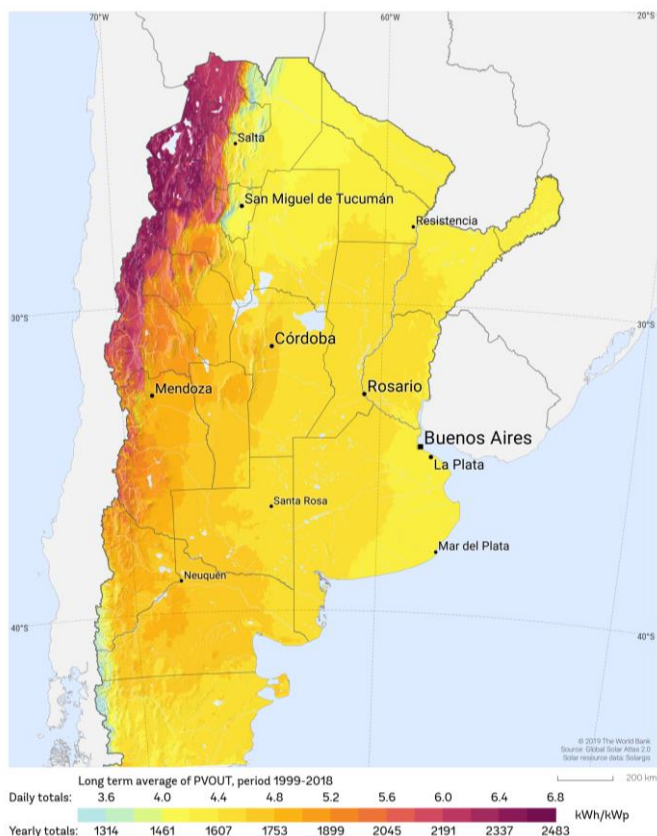 70°W
60°W
20°S
Salta
San Miguel de Tucumán
Resistencia
30°S
30°S
Córdoba
Mendoza
Rosario
Buenos Aires
La Plata
Santa Rosa
Mar del Plata
Neuquén
40°S
40°S
© 2019 The World Bank
Source: Global Solar Atlas 2.0
Solar resource data: Solargis
Long term average of PVOUT, period 1999-2018
200 km
Daily totals: 3.6 4.0 4.4 4.8 5.2 5.6 6.0 6.4 6.8
kWh/kWp
Yearly totals: 1314 1461 1607 1753 1899 2045 2191 2337 2483